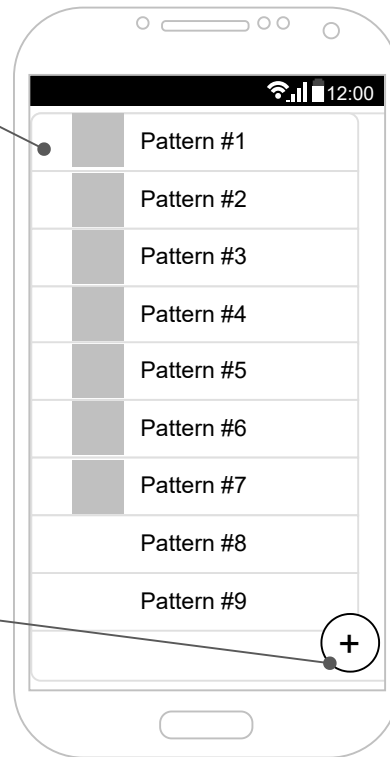 12:00
Pattern #1
Pattern #2
Pattern #3
Pattern #4
Pattern #5
Pattern #6
Pattern #7
Pattern #8
Pattern #9
+